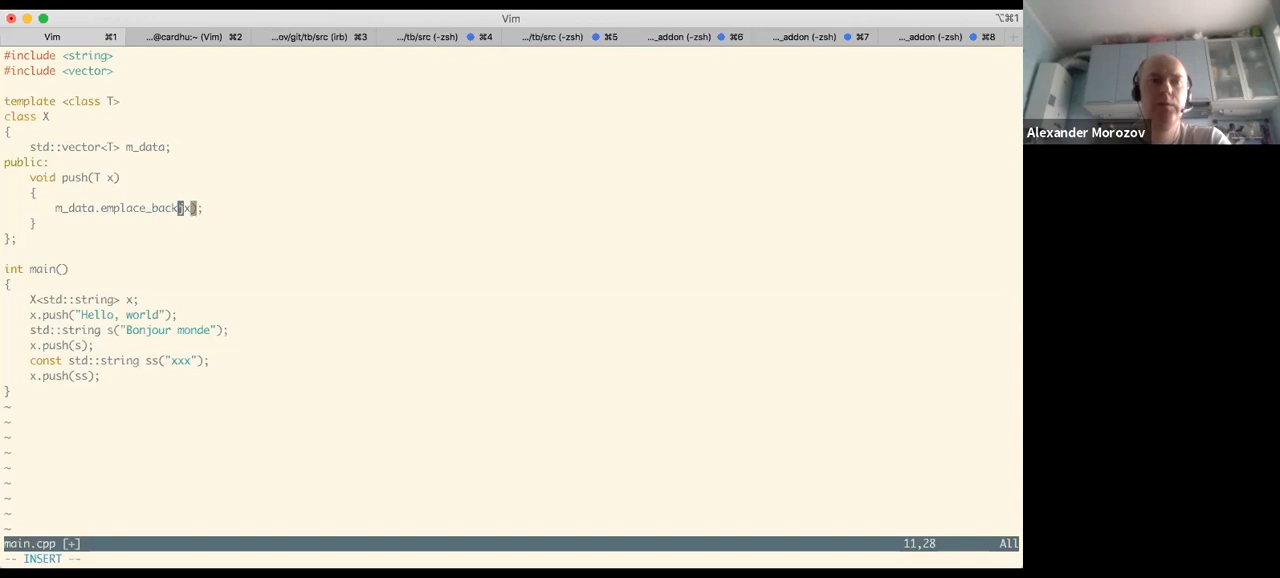 Vim
⌥⌘1
Vim ⌘1
...@cardhu:~ (Vim) ⌘2
...ov/git/tb/src (irb) ⌘3
.../tb/src (-zsh) ⌘4
.../tb/src (-zsh) ⌘5
..._addon (-zsh) ⌘6
..._addon (-zsh) ⌘7
..._addon (-zsh) ⌘8
#include <string>
#include <vector>
template <class T>
class X
{
    std::vector<T> m_data;
public:
    void push(T x)
    {
        m_data.emplace_back(x);
    }
};
int main()
{
    X<std::string> x;
    x.push("Hello, world");
    std::string s("Bonjour monde");
    x.push(s);
    const std::string ss("xxx");
    x.push(ss);
}
~
~
~
~
~
~
~
~
~
main.cpp [+] 11,28 All
-- INSERT --
Alexander Morozov